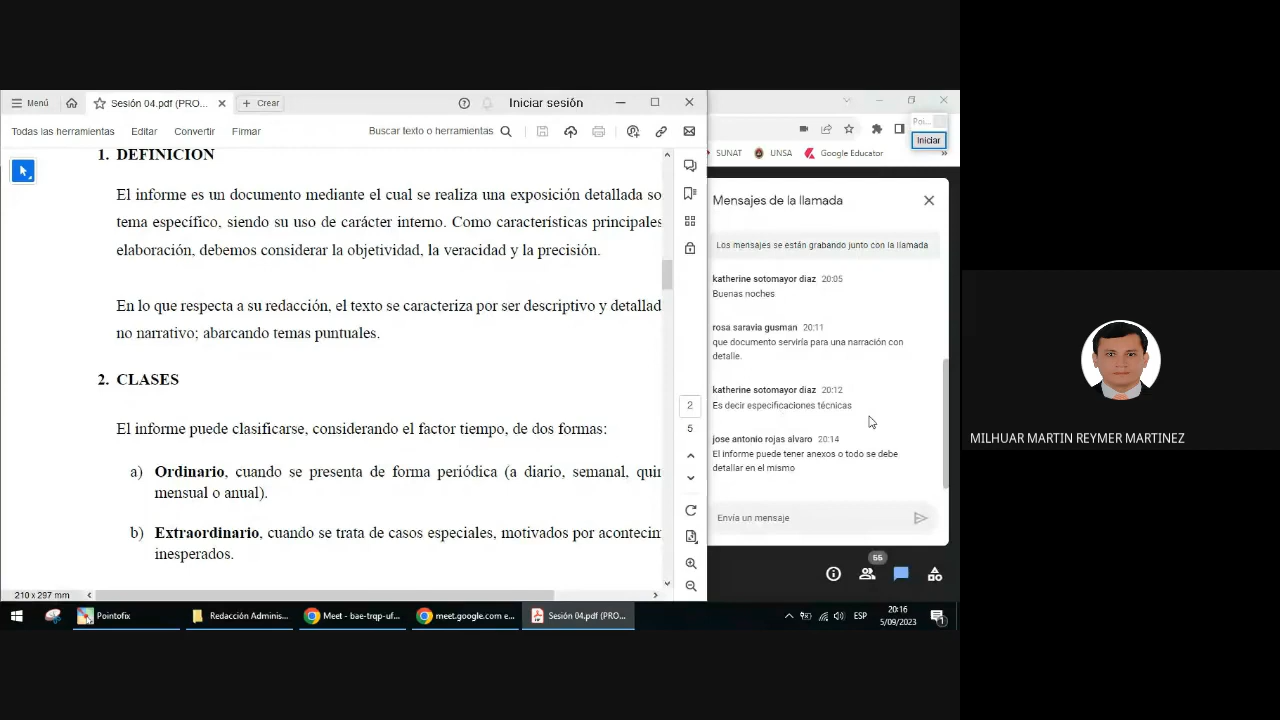 Menú
Sesión 04.pdf (PRO...
Crear
Iniciar sesión
Todas las herramientas
Editar
Convertir
Firmar
Buscar texto o herramientas
1. DEFINICION
El informe es un documento mediante el cual se realiza una exposición detallada so
tema específico, siendo su uso de carácter interno. Como características principales
elaboración, debemos considerar la objetividad, la veracidad y la precisión.
En lo que respecta a su redacción, el texto se caracteriza por ser descriptivo y detallad
no narrativo; abarcando temas puntuales.
2. CLASES
El informe puede clasificarse, considerando el factor tiempo, de dos formas:
a) Ordinario, cuando se presenta de forma periódica (a diario, semanal, quin
mensual o anual).
b) Extraordinario, cuando se trata de casos especiales, motivados por acontecim
inesperados.
2
5
210 x 297 mm
Poi...
Iniciar
SUNAT
UNSA
Google Educator
»
Mensajes de la llamada
Los mensajes se están grabando junto con la llamada
katherine sotomayor diaz 20:05
Buenas noches
rosa saravia gusman 20:11
que documento serviría para una narración con
detalle.
katherine sotomayor diaz 20:12
Es decir especificaciones técnicas
jose antonio rojas alvaro 20:14
El informe puede tener anexos o todo se debe
detallar en el mismo
Envía un mensaje
55
MILHUAR MARTIN REYMER MARTINEZ
Pointofix
Redacción Adminis...
Meet - bae-trqp-uf...
meet.google.com e...
Sesión 04.pdf (PRO...
ESP
20:16
5/09/2023
1